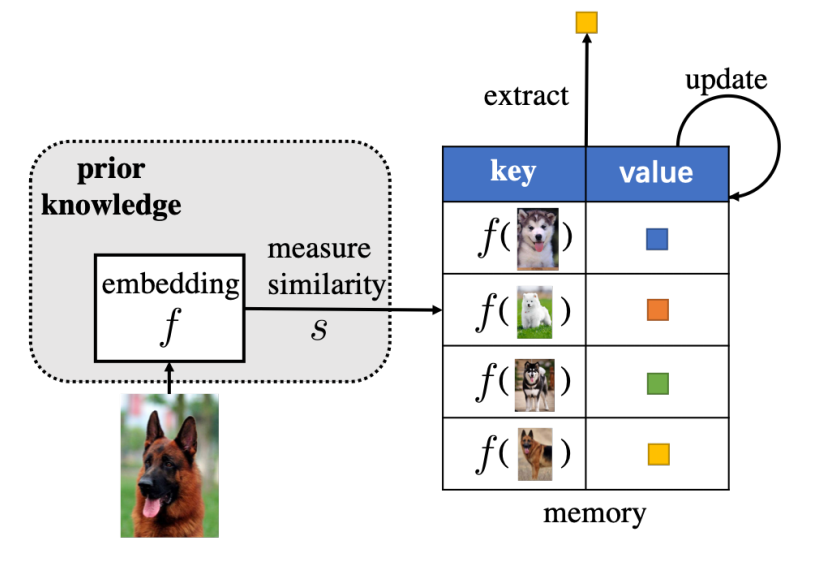 extract
update
prior
knowledge
key
value
measure
similarity
embedding
f
s
f( )
f( )
f( )
f( )
memory